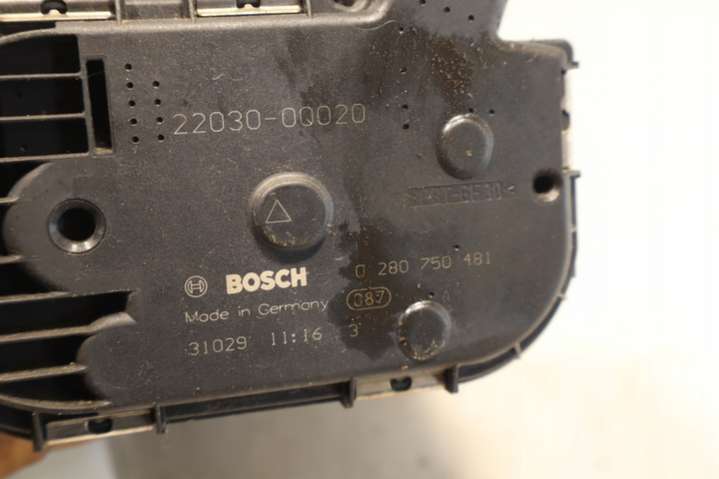 22030-0Q020
BOSCH 0 280 750 481
Made in Germany 087
31029 11:16 3